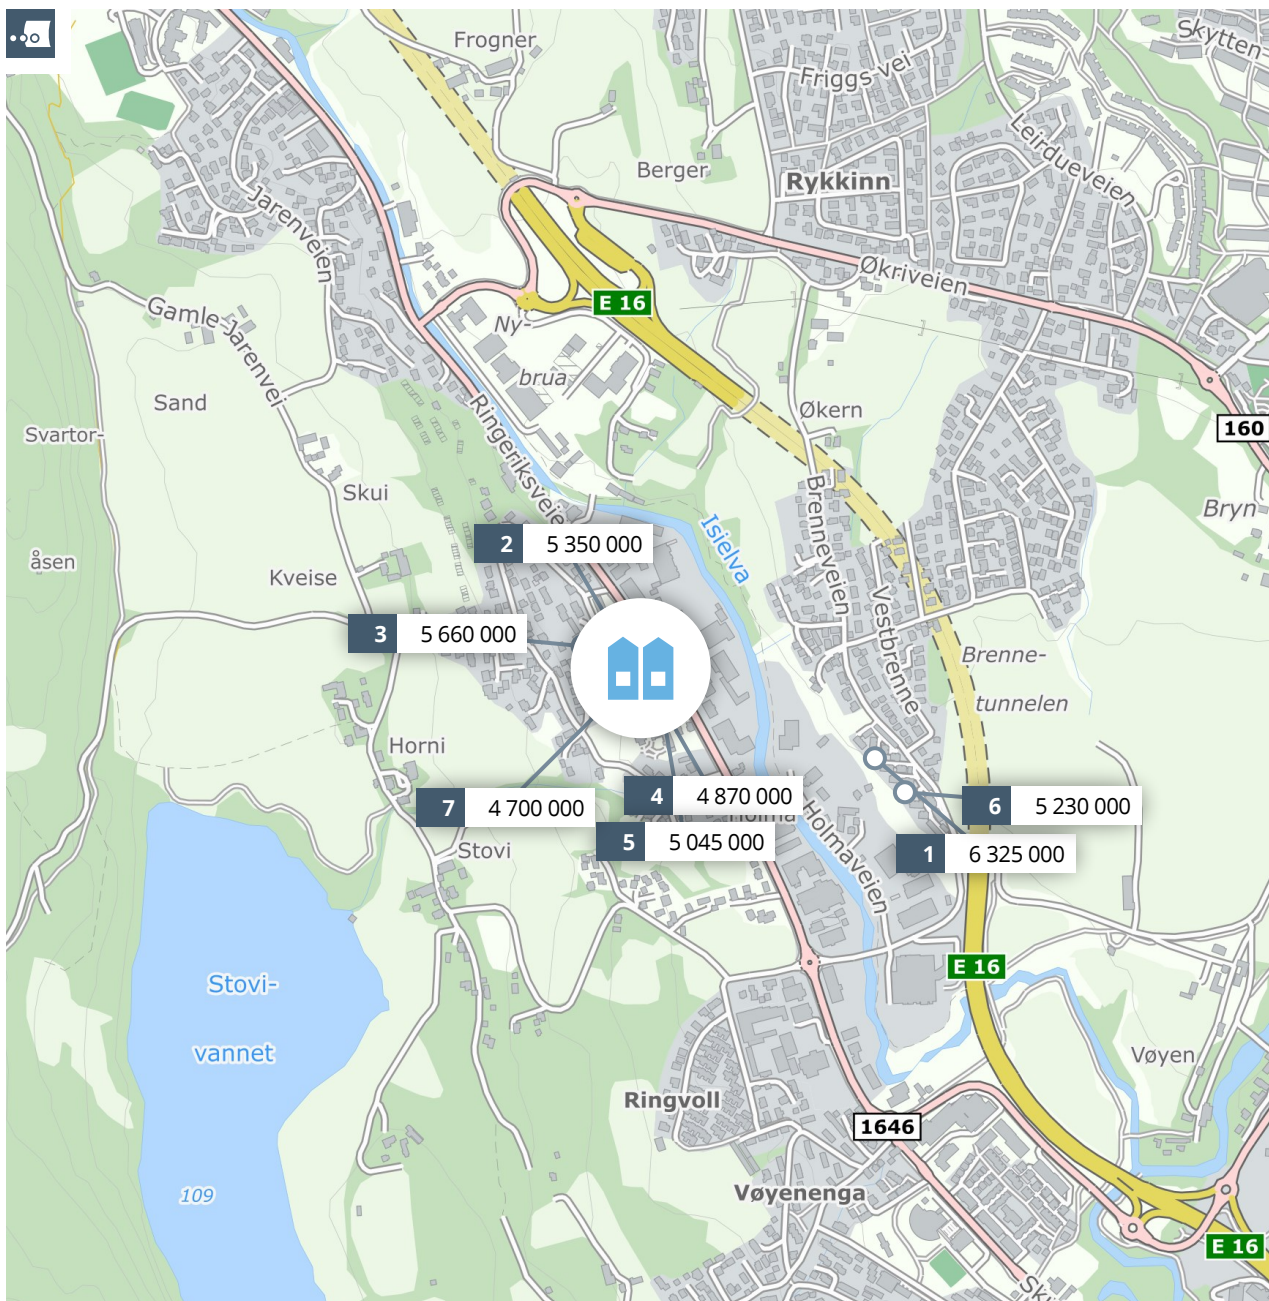 Frogner
Skytten-
Friggs vei
Leirdueveien
Berger
Rykkinn
Jarenveien
Økriveien
E 16
Gamle Jarenvei
Ny-
brua
Sand
Økern
160
Svartor-
Ringeriksveie
Skui
Brenneveien
Bryn
Isielva
2 5 350 000
åsen
Kveise
Vestbrenne
3 5 660 000
Brenne-
tunnelen
Horni
4 4 870 000
7 4 700 000
6 5 230 000
Holma
5 5 045 000
Holmaveien
Stovi
1 6 325 000
E 16
Stovi-
vannet
Vøyen
Ringvoll
1646
109
Vøyenenga
E 16